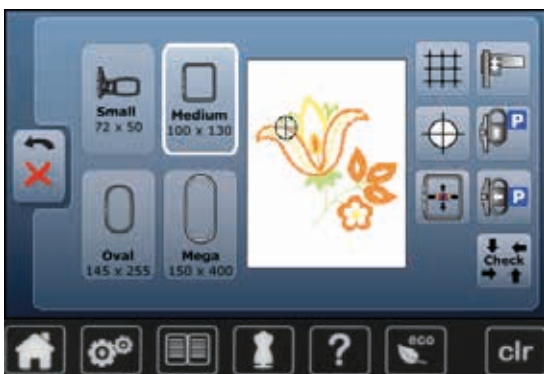 Small
72 x 50
Medium
100 x 130
Oval
145 x 255
Mega
150 x 400
P
P
Check
?
eco
clr